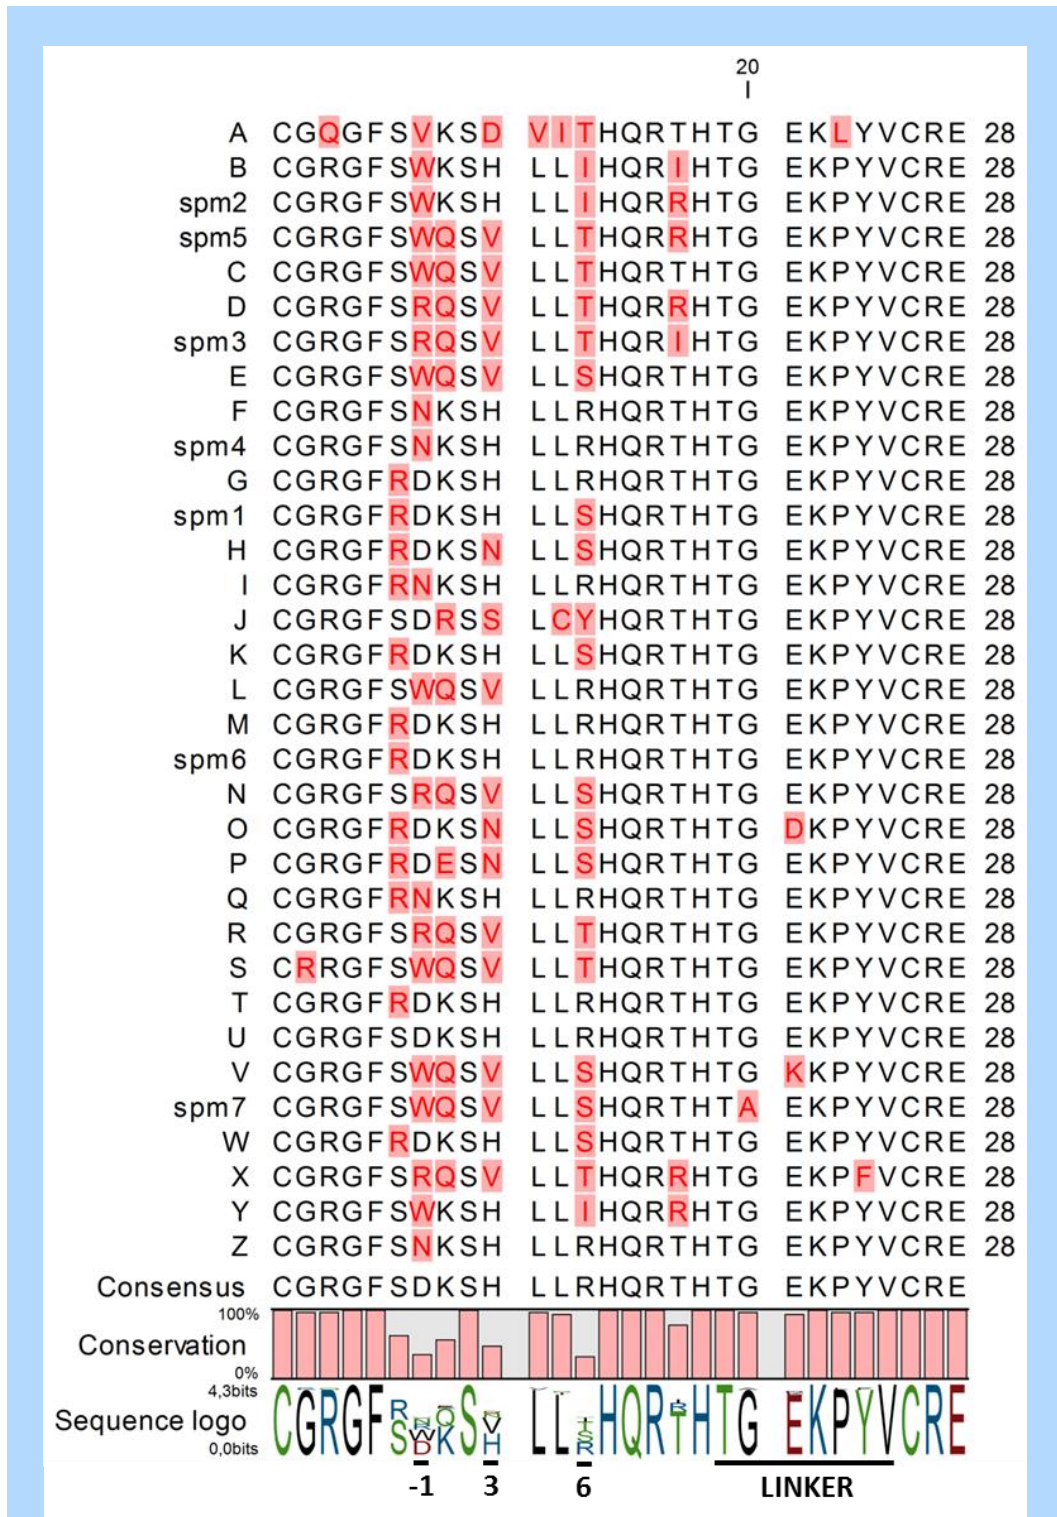 20
A CGQGFSVKSD VITHQRTHTG EKLYVCRE 28
B CGRGFSWKSH LLIHQRIHTG EKPYVCRE 28
spm2 CGRGFSWKSH LLIHQRRHTG EKPYVCRE 28
spm5 CGRGFSWQSV LLTHQRRHTG EKPYVCRE 28
C CGRGFSWQSV LLTHQRTHTG EKPYVCRE 28
D CGRGFSRQSV LLTHQRRHTG EKPYVCRE 28
spm3 CGRGFSRQSV LLTHQRIHTG EKPYVCRE 28
E CGRGFSWQSV LLSHQRTHTG EKPYVCRE 28
F CGRGFSNKSH LLRHQRTHTG EKPYVCRE 28
spm4 CGRGFSNKSH LLRHQRTHTG EKPYVCRE 28
G CGRGFRDKSH LLRHQRTHTG EKPYVCRE 28
spm1 CGRGFRDKSH LLSHQRTHTG EKPYVCRE 28
H CGRGFRDKSN LLSHQRTHTG EKPYVCRE 28
I CGRGFRNKSH LLRHQRTHTG EKPYVCRE 28
J CGRGFSDRSS LCYHQRTHTG EKPYVCRE 28
K CGRGFRDKSH LLSHQRTHTG EKPYVCRE 28
L CGRGFSWQSV LLRHQRTHTG EKPYVCRE 28
M CGRGFRDKSH LLRHQRTHTG EKPYVCRE 28
spm6 CGRGFRDKSH LLRHQRTHTG EKPYVCRE 28
N CGRGFSRQSV LLSHQRTHTG EKPYVCRE 28
O CGRGFRDKSN LLSHQRTHTG DKPYVCRE 28
P CGRGFRDESN LLSHQRTHTG EKPYVCRE 28
Q CGRGFRNKSH LLRHQRTHTG EKPYVCRE 28
R CGRGFSRQSV LLTHQRTHTG EKPYVCRE 28
S CRRGFSWQSV LLTHQRTHTG EKPYVCRE 28
T CGRGFRDKSH LLRHQRTHTG EKPYVCRE 28
U CGRGFSDKSH LLRHQRTHTG EKPYVCRE 28
V CGRGFSWQSV LLSHQRTHTG KKPYVCRE 28
spm7 CGRGFSWQSV LLSHQRTHTA EKPYVCRE 28
W CGRGFRDKSH LLSHQRTHTG EKPYVCRE 28
X CGRGFSRQSV LLTHQRRHTG EKPFVCRE 28
Y CGRGFSWKSH LLIHQRRHTG EKPYVCRE 28
Z CGRGFSNKSH LLRHQRTHTG EKPYVCRE 28
Consensus CGRGFSDKSH LLRHQRTHTG EKPYVCRE
100%
Conservation
0%
4,3bits
Sequence logo
0,0bits
-1 3 6 LINKER